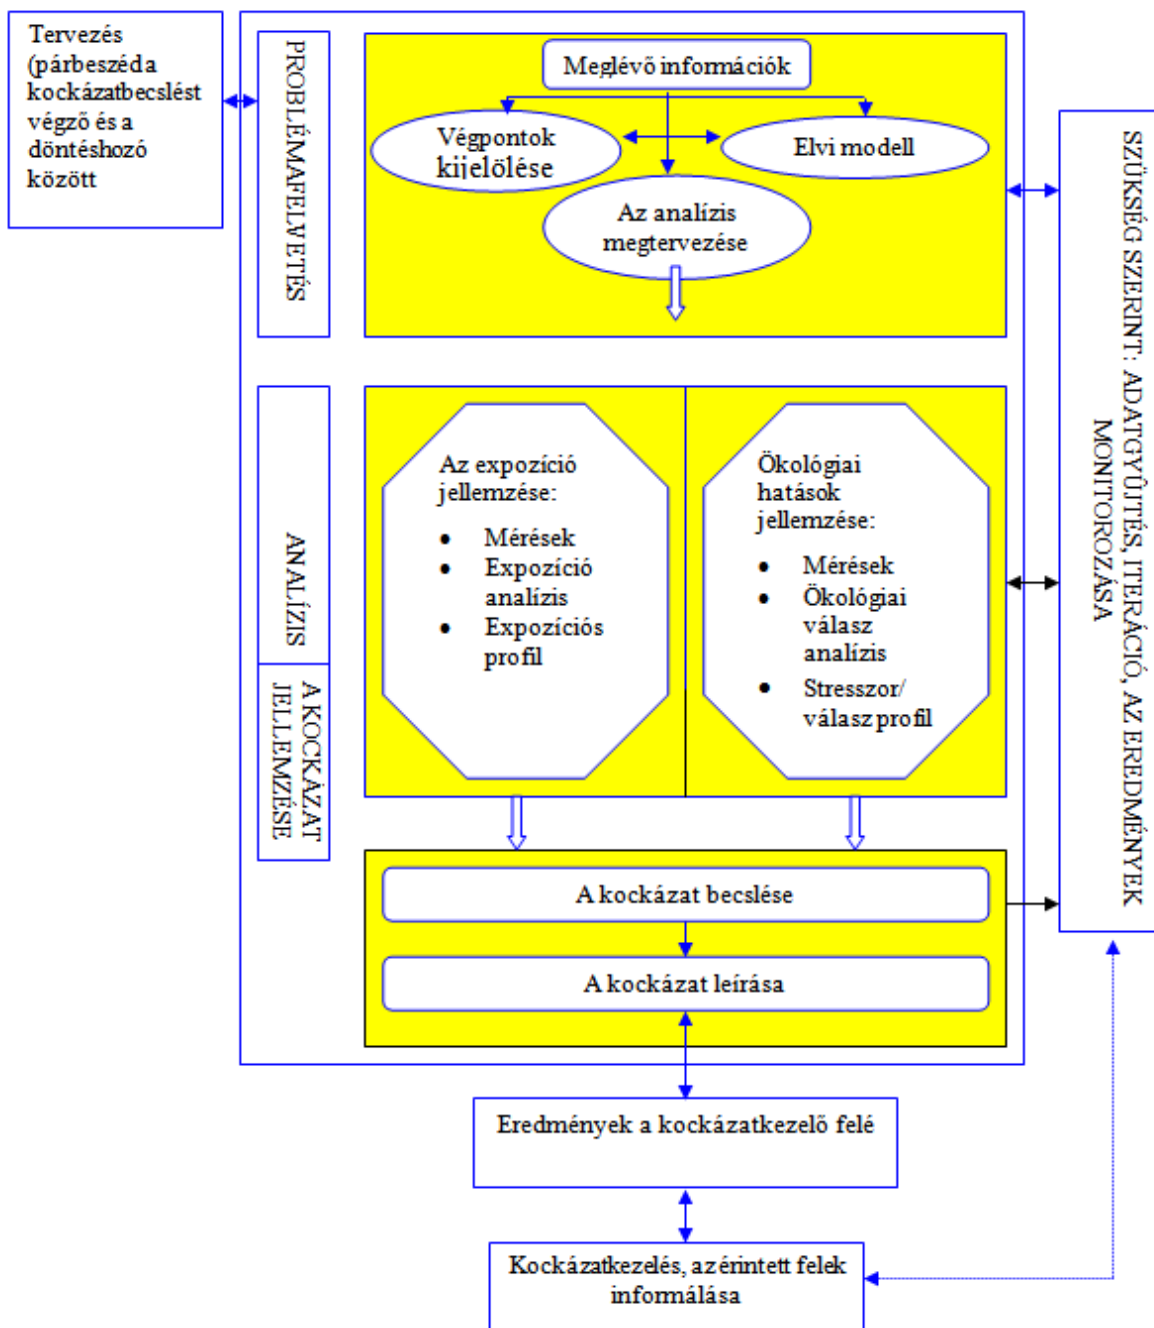 Tervezés
(párbeszéd a
kockázatbecslést
végző és a
döntéshozó
között
PROBLÉMAFELVETÉS
Meglévő információk
Végpontok
kijelölése
Elvi modell
Az analízis
megtervezése
ANALÍZIS
Az expozíció
jellemzése:
● Mérések
● Expozíció
analízis
● Expozíciós
profil
Ökológiai
hatások
jellemzése:
● Mérések
● Ökológiai
válasz
analízis
● Stresszor/
válasz profil
A KOCKÁZAT
JELLEMZÉSE
A kockázat becslése
A kockázat leírása
SZÜKSÉG SZERINT: ADATGYŰJTÉS, ITERÁCIÓ, AZ EREDMÉNYEK
MONITOROZÁSA
Eredmények a kockázatkezelő felé
Kockázatkezelés, az érintett felek
informálása